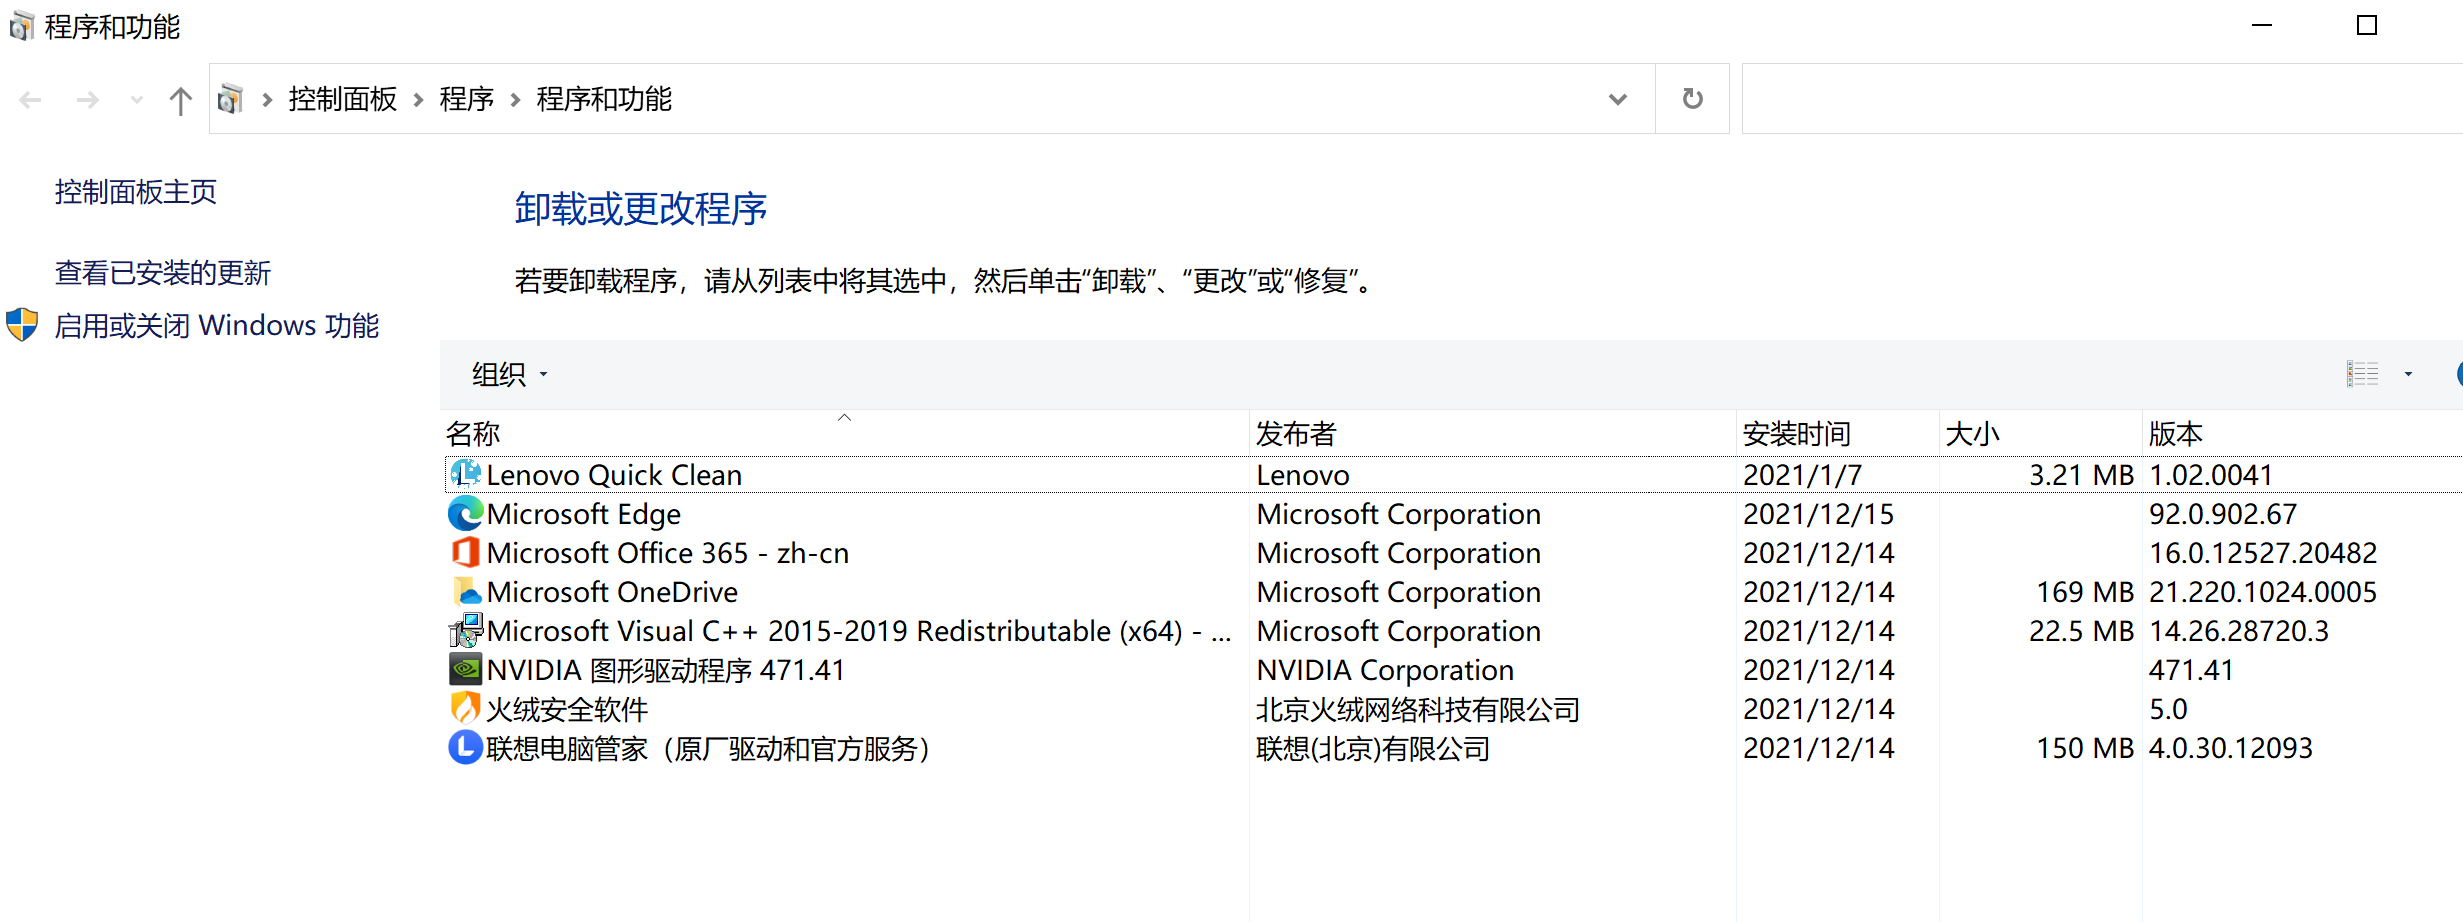 程序和功能
控制面板 程序 程序和功能
控制面板主页
查看已安装的更新
启用或关闭 Windows 功能
卸载或更改程序
若要卸载程序，请从列表中将其选中，然后单击“卸载”、“更改”或“修复”。
组织
名称 发布者 安装时间 大小 版本
Lenovo Quick Clean Lenovo 2021/1/7 3.21 MB 1.02.0041
Microsoft Edge Microsoft Corporation 2021/12/15 92.0.902.67
Microsoft Office 365 - zh-cn Microsoft Corporation 2021/12/14 16.0.12527.20482
Microsoft OneDrive Microsoft Corporation 2021/12/14 169 MB 21.220.1024.0005
Microsoft Visual C++ 2015-2019 Redistributable (x64) - ... Microsoft Corporation 2021/12/14 22.5 MB 14.26.28720.3
NVIDIA 图形驱动程序 471.41 NVIDIA Corporation 2021/12/14 471.41
火绒安全软件 北京火绒网络科技有限公司 2021/12/14 5.0
联想电脑管家（原厂驱动和官方服务） 联想(北京)有限公司 2021/12/14 150 MB 4.0.30.12093